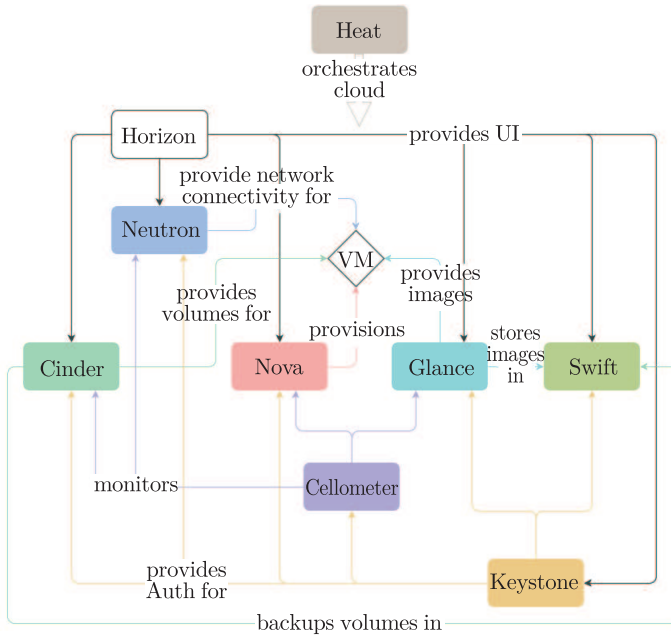 Heat
orchestrates
cloud
Horizon
provides UI
provide network
connectivity for
Neutron
VM
provides
images
provides
volumes for
provisions
stores
images
in
Cinder
Nova
Glance
Swift
monitors
Cellometer
provides
Auth for
Keystone
backups volumes in